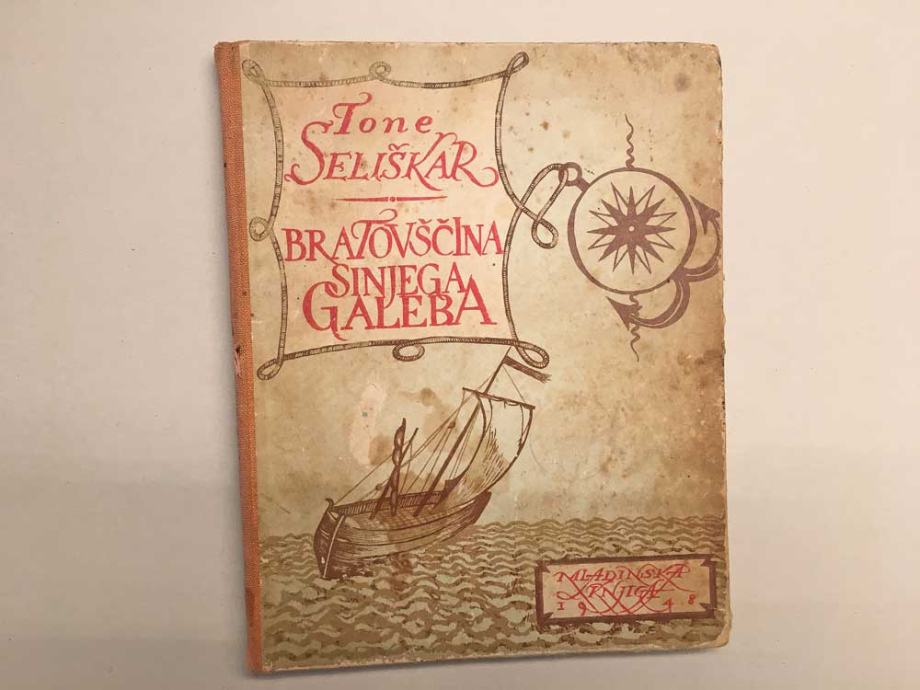 Tone
SELIŠKAR
BRATOVŠČINA
SINJEGA
GALEBA
MLADINSKA
KNJIGA
1948